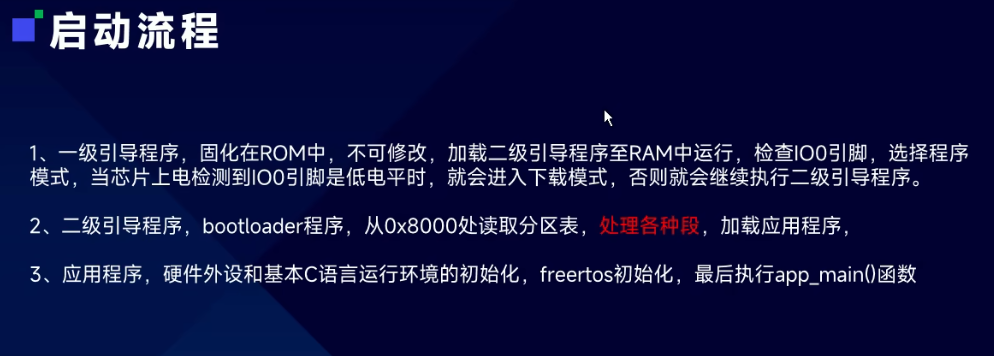 启动流程
1、一级引导程序，固化在ROM中，不可修改，加载二级引导程序至RAM中运行，检查IO0引脚，选择程序
模式，当芯片上电检测到IO0引脚是低电平时，就会进入下载模式，否则就会继续执行二级引导程序。
2、二级引导程序，bootloader程序，从0x8000处读取分区表，处理各种段，加载应用程序，
3、应用程序，硬件外设和基本C语言运行环境的初始化，freertos初始化，最后执行app_main()函数